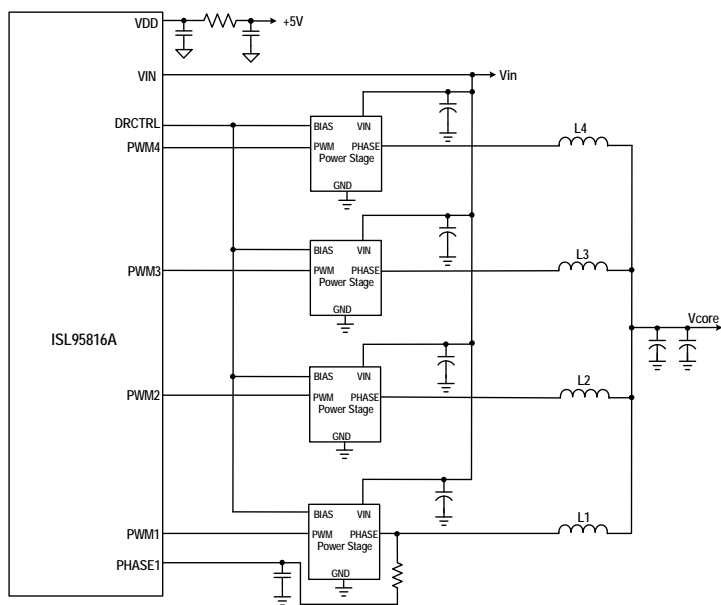 VDD
+5V
VIN
Vin
DRCTRL
BIAS VIN
L4
PWM4
PWM PHASE
Power Stage
GND
BIAS VIN
L3
PWM3
PWM PHASE
Power Stage
GND
Vcore
ISL95816A
BIAS VIN
L2
PWM2
PWM PHASE
Power Stage
GND
BIAS VIN
L1
PWM1
PWM PHASE
Power Stage
PHASE1
GND